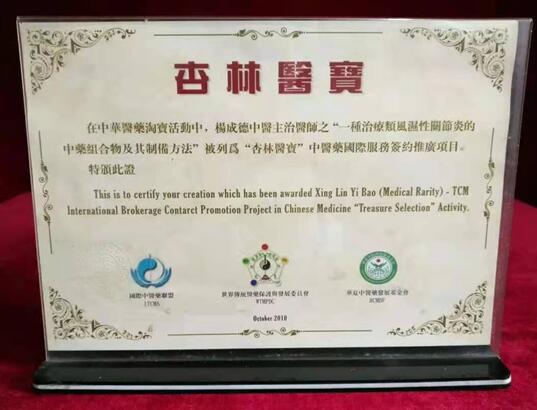 杏林醫寶
在中華醫藥淘寶活動中，楊成德中醫主治醫師之“一種治療類風濕性關節炎的
中藥組合物及其制備方法”被列爲“杏林醫寶”中醫藥國際服務簽約推廣項目。
特頒此證
This is to certify your creation which has been awarded Xing Lin Yi Bao (Medical Rarity) - TCM
International Brokerage Contarct Promotion Project in Chinese Medicine “Treasure Selection” Activity.
國際中醫藥聯盟
ITCMA
世界傳統醫藥保護與發展委員會
WTMPDC
華夏中醫藥發展基金會
HCMDF
October 2010